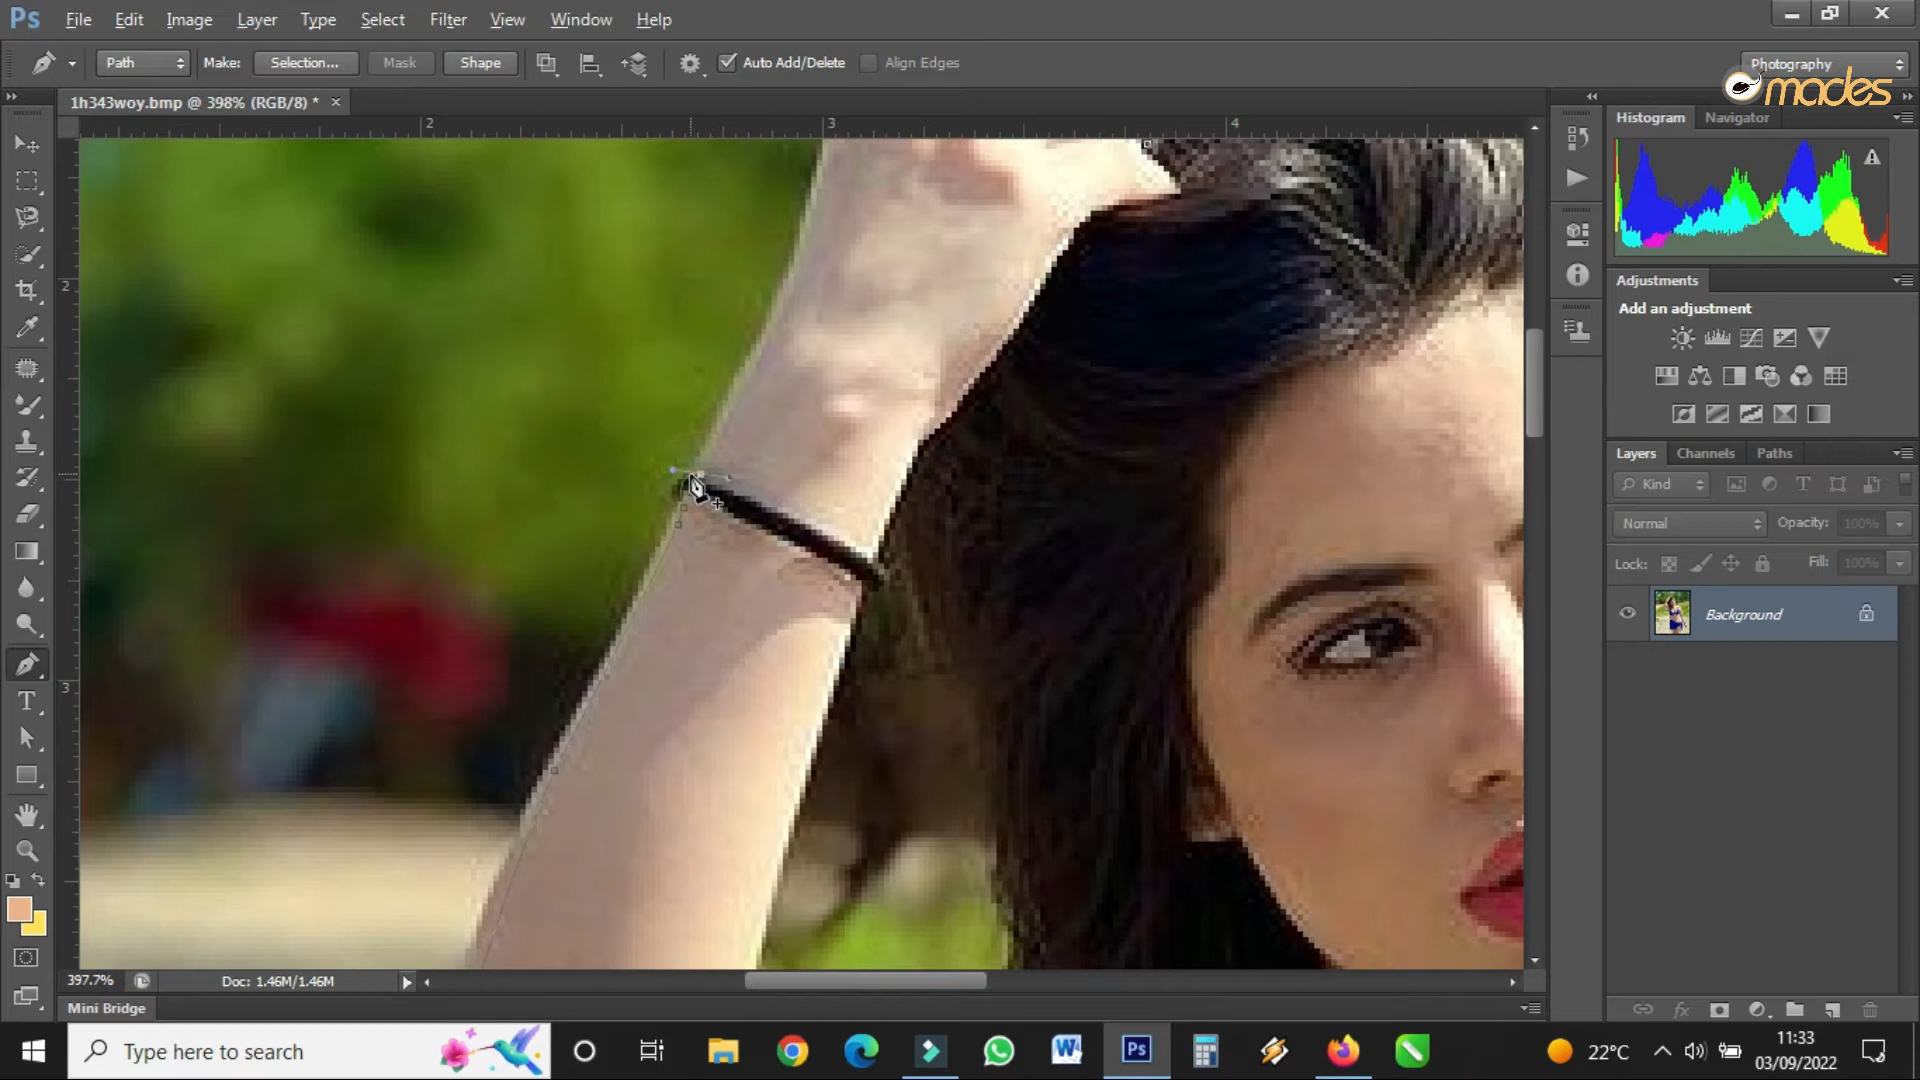 Ps File Edit Image Layer Type Select Filter View Window Help
Path Make: Selection... Mask Shape Auto Add/Delete Align Edges Photography
mades
1h343woy.bmp @ 398% (RGB/8) * ×
2 3 4
2
3
Histogram Navigator
Adjustments
Add an adjustment
Layers Channels Paths
Kind
Normal Opacity: 100%
Lock: Fill: 100%
Background
397.7% Doc: 1.46M/1.46M
Mini Bridge
Type here to search
Ps
22°C
11:33
03/09/2022